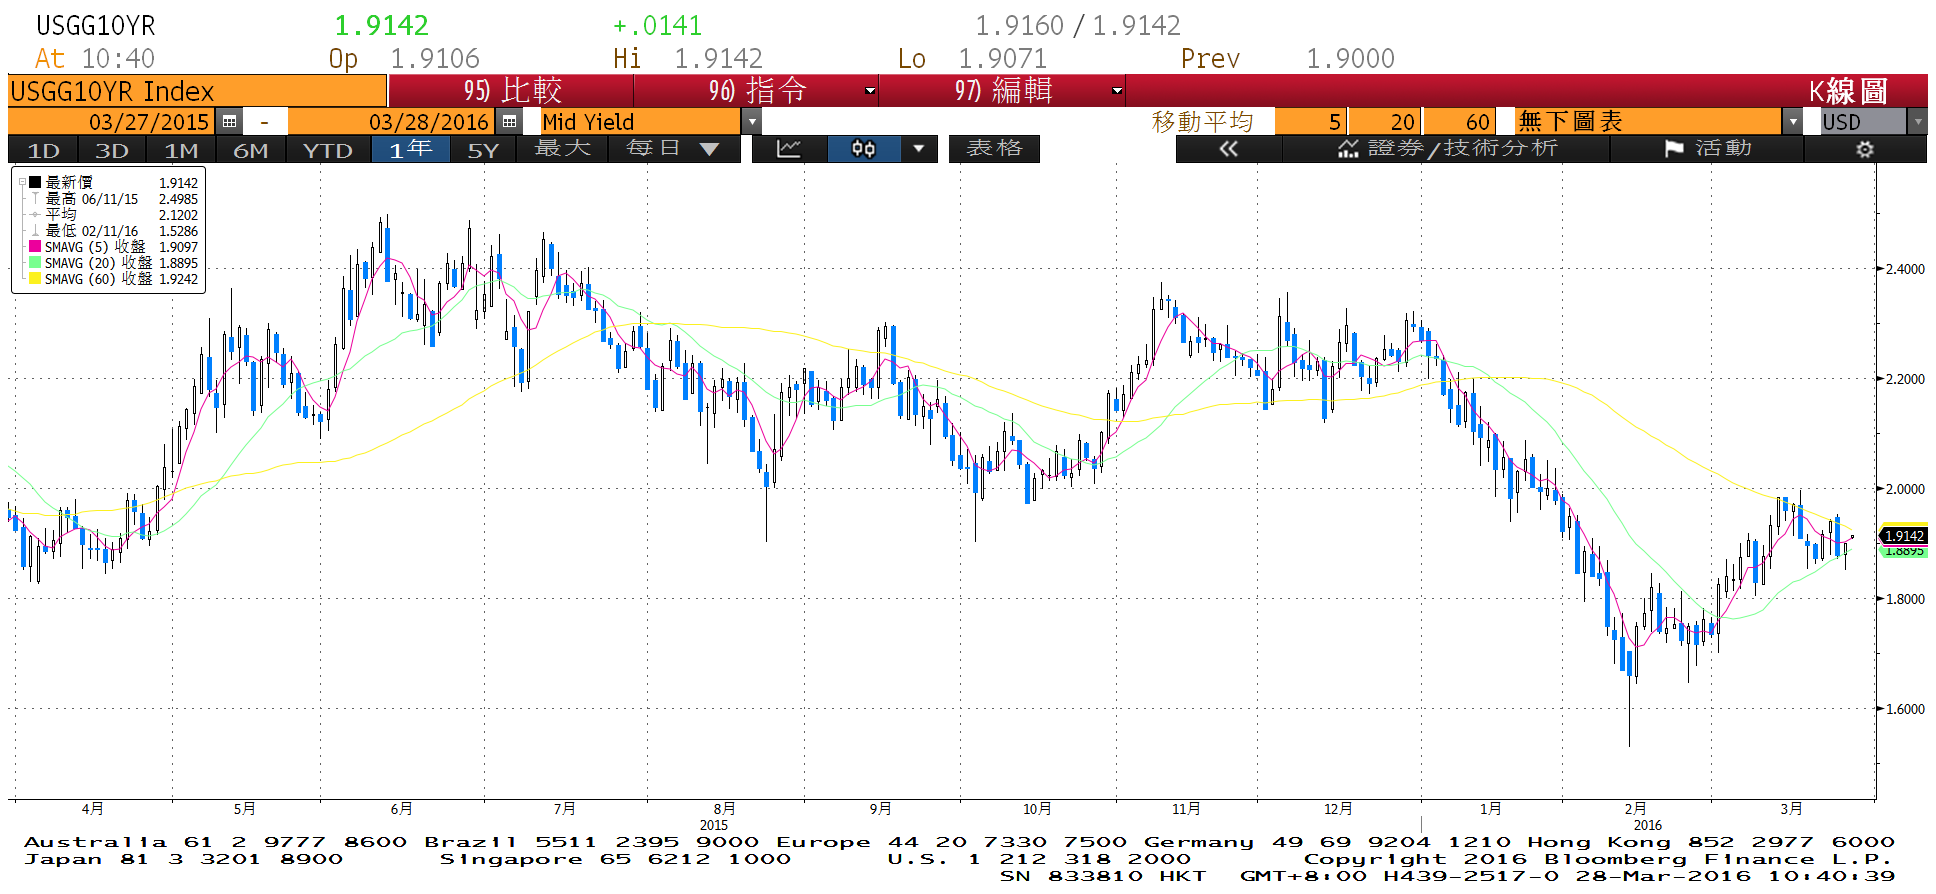 USGG10YR 1.9142 +.0141 1.9160 / 1.9142
At 10:40 Op 1.9106 Hi 1.9142 Lo 1.9071 Prev 1.9000
USGG10YR Index 95) 比較 96) 指令 97) 編輯 K線圖
03/27/2015 - 03/28/2016 Mid Yield 移動平均 5 20 60 無下圖表 USD
1D 3D 1M 6M YTD 1年 5Y 最大 每日 ▼ 表格 « 證券/技術分析 活動
最新價 1.9142
最高 06/11/15 2.4985
平均 2.1202
最低 02/11/16 1.5286
SMAVG (5) 收盤 1.9097
SMAVG (20) 收盤 1.8895
SMAVG (60) 收盤 1.9242
2.4000
2.2000
2.0000
1.9142
1.8895
1.8000
1.6000
4月 5月 6月 7月 8月 9月 10月 11月 12月 1月 2月 3月
2015 2016
Australia 61 2 9777 8600 Brazil 5511 2395 9000 Europe 44 20 7330 7500 Germany 49 69 9204 1210 Hong Kong 852 2977 6000
Japan 81 3 3201 8900 Singapore 65 6212 1000 U.S. 1 212 318 2000 Copyright 2016 Bloomberg Finance L.P.
SN 833810 HKT GMT+8:00 H439-2517-0 28-Mar-2016 10:40:39